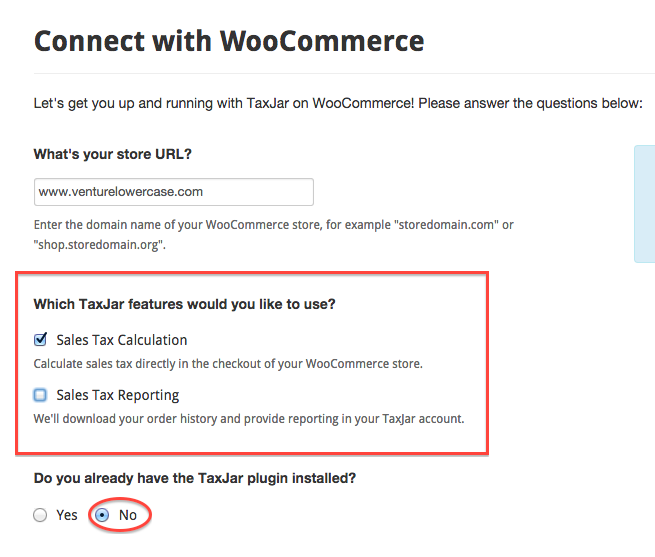 Connect with WooCommerce
Let's get you up and running with TaxJar on WooCommerce! Please answer the questions below:
What's your store URL?
www.venturelowercase.com
Enter the domain name of your WooCommerce store, for example "storedomain.com" or
"shop.storedomain.org".
Which TaxJar features would you like to use?
Sales Tax Calculation
Calculate sales tax directly in the checkout of your WooCommerce store.
Sales Tax Reporting
We'll download your order history and provide reporting in your TaxJar account.
Do you already have the TaxJar plugin installed?
Yes No